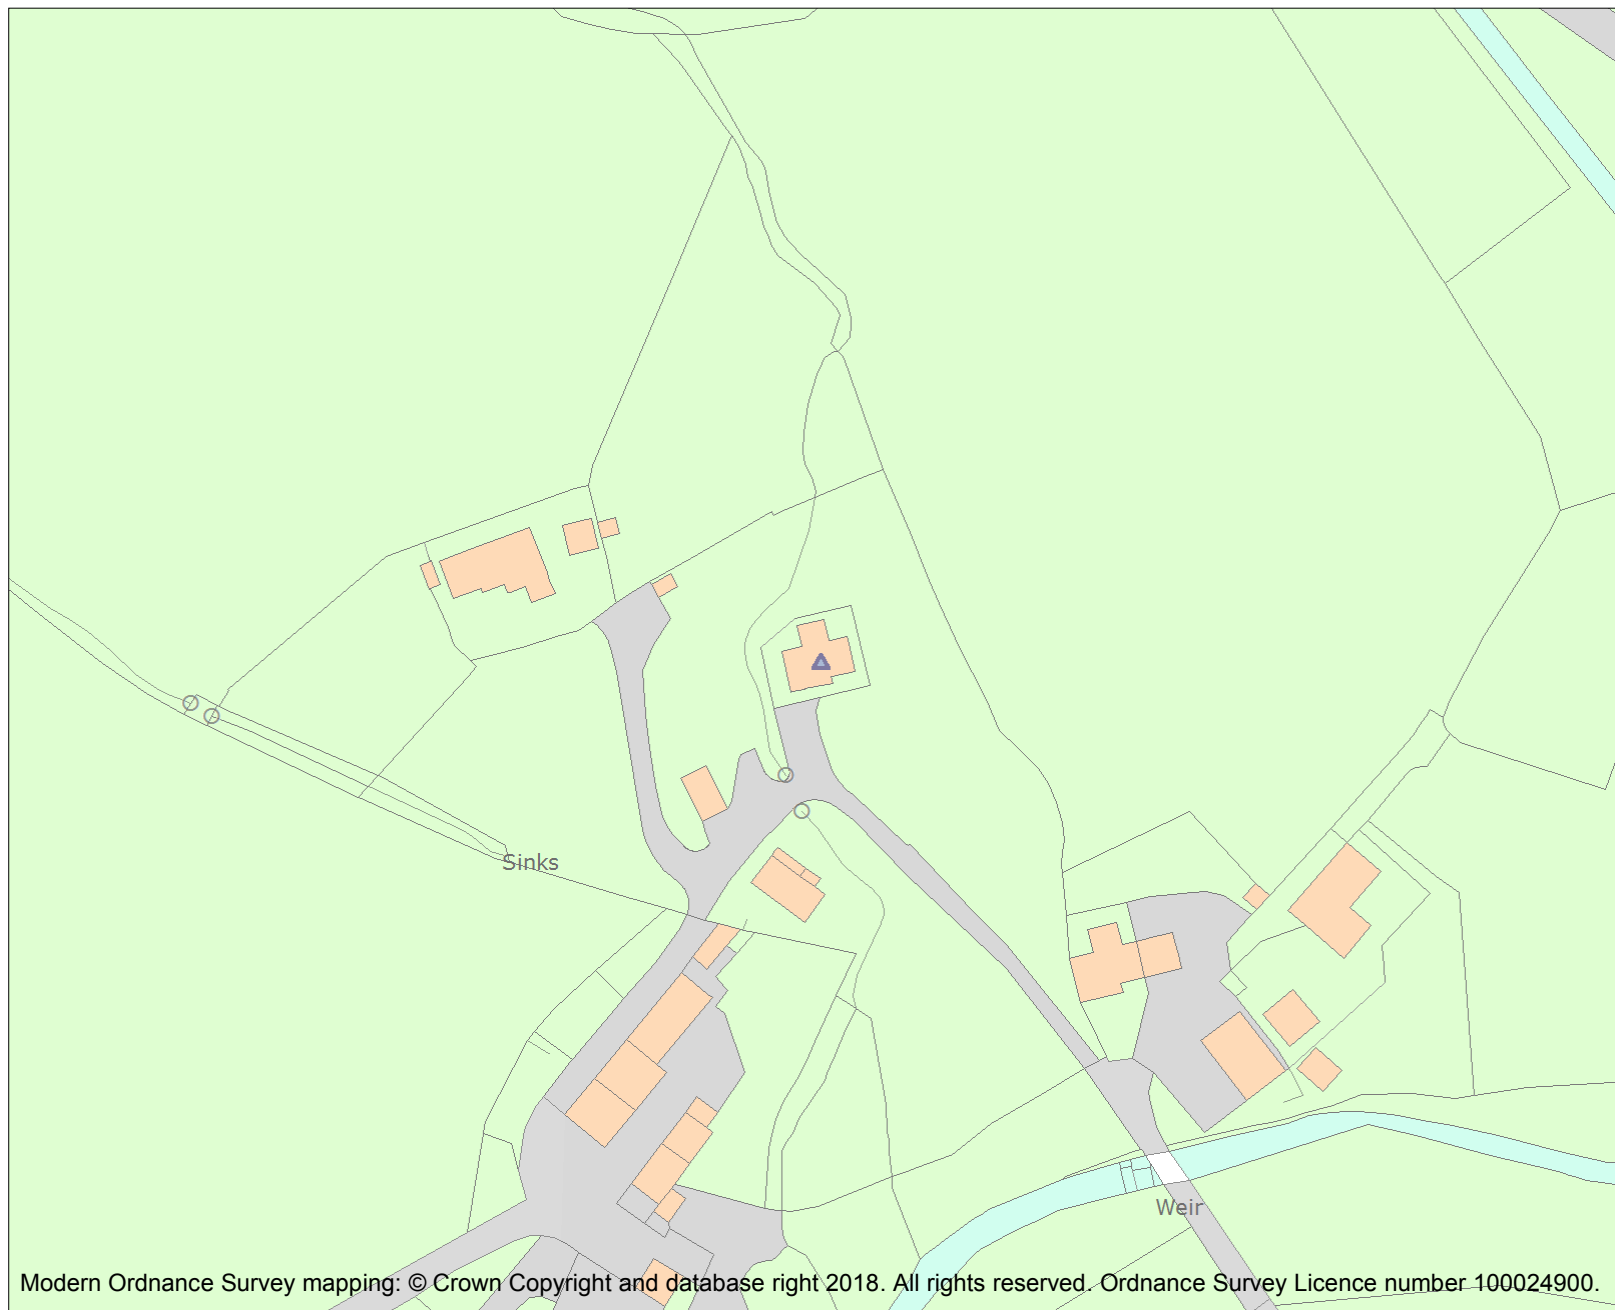 Sinks
Weir
Modern Ordnance Survey mapping: © Crown Copyright and database right 2018. All rights reserved. Ordnance Survey Licence number 100024900.